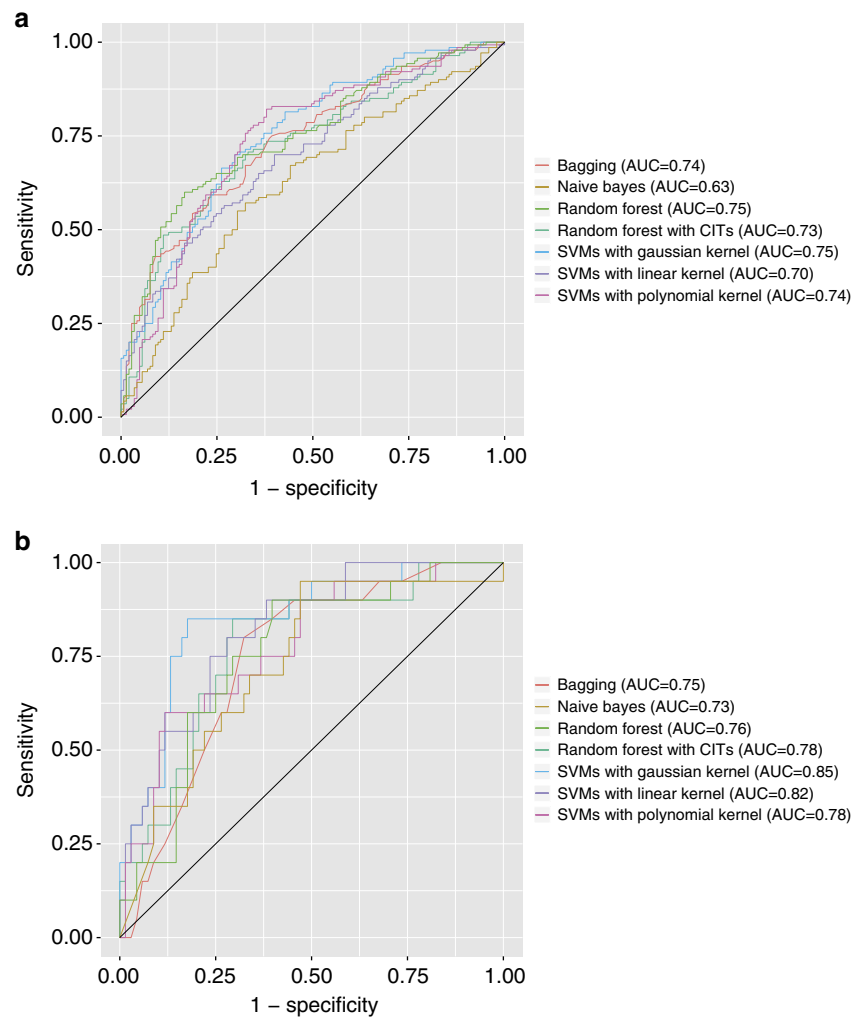 a
1.00
0.75
0.50
0.25
0.00
Sensitivity
0.00 0.25 0.50 0.75 1.00
1 – specificity
Bagging (AUC=0.74)
Naive bayes (AUC=0.63)
Random forest (AUC=0.75)
Random forest with CITs (AUC=0.73)
SVMs with gaussian kernel (AUC=0.75)
SVMs with linear kernel (AUC=0.70)
SVMs with polynomial kernel (AUC=0.74)
b
1.00
0.75
0.50
0.25
0.00
Sensitivity
0.00 0.25 0.50 0.75 1.00
1 – specificity
Bagging (AUC=0.75)
Naive bayes (AUC=0.73)
Random forest (AUC=0.76)
Random forest with CITs (AUC=0.78)
SVMs with gaussian kernel (AUC=0.85)
SVMs with linear kernel (AUC=0.82)
SVMs with polynomial kernel (AUC=0.78)